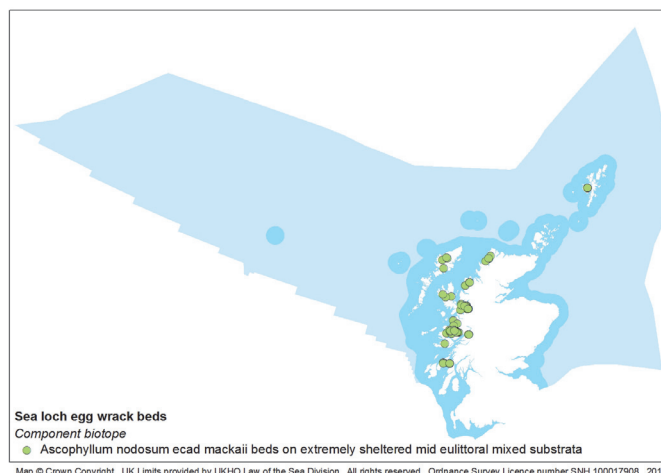 Sea loch egg wrack beds
Component biotope
Ascophyllum nodosum ecad mackaii beds on extremely sheltered mid eulittoral mixed substrata
Map © Crown Copyright. UK Limits provided by UKHO Law of the Sea Division. All rights reserved. Ordnance Survey Licence number SNH 100017908